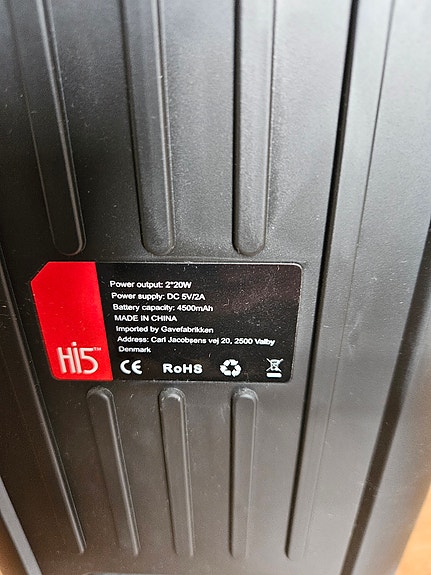 Power output: 2*20W
Power supply: DC 5V/2A
Battery capacity: 4500mAh
MADE IN CHINA
Imported by Gavefabrikken
Address: Carl Jacobsens vej 20, 2500 Valby
Denmark
Hi5
CE RoHS